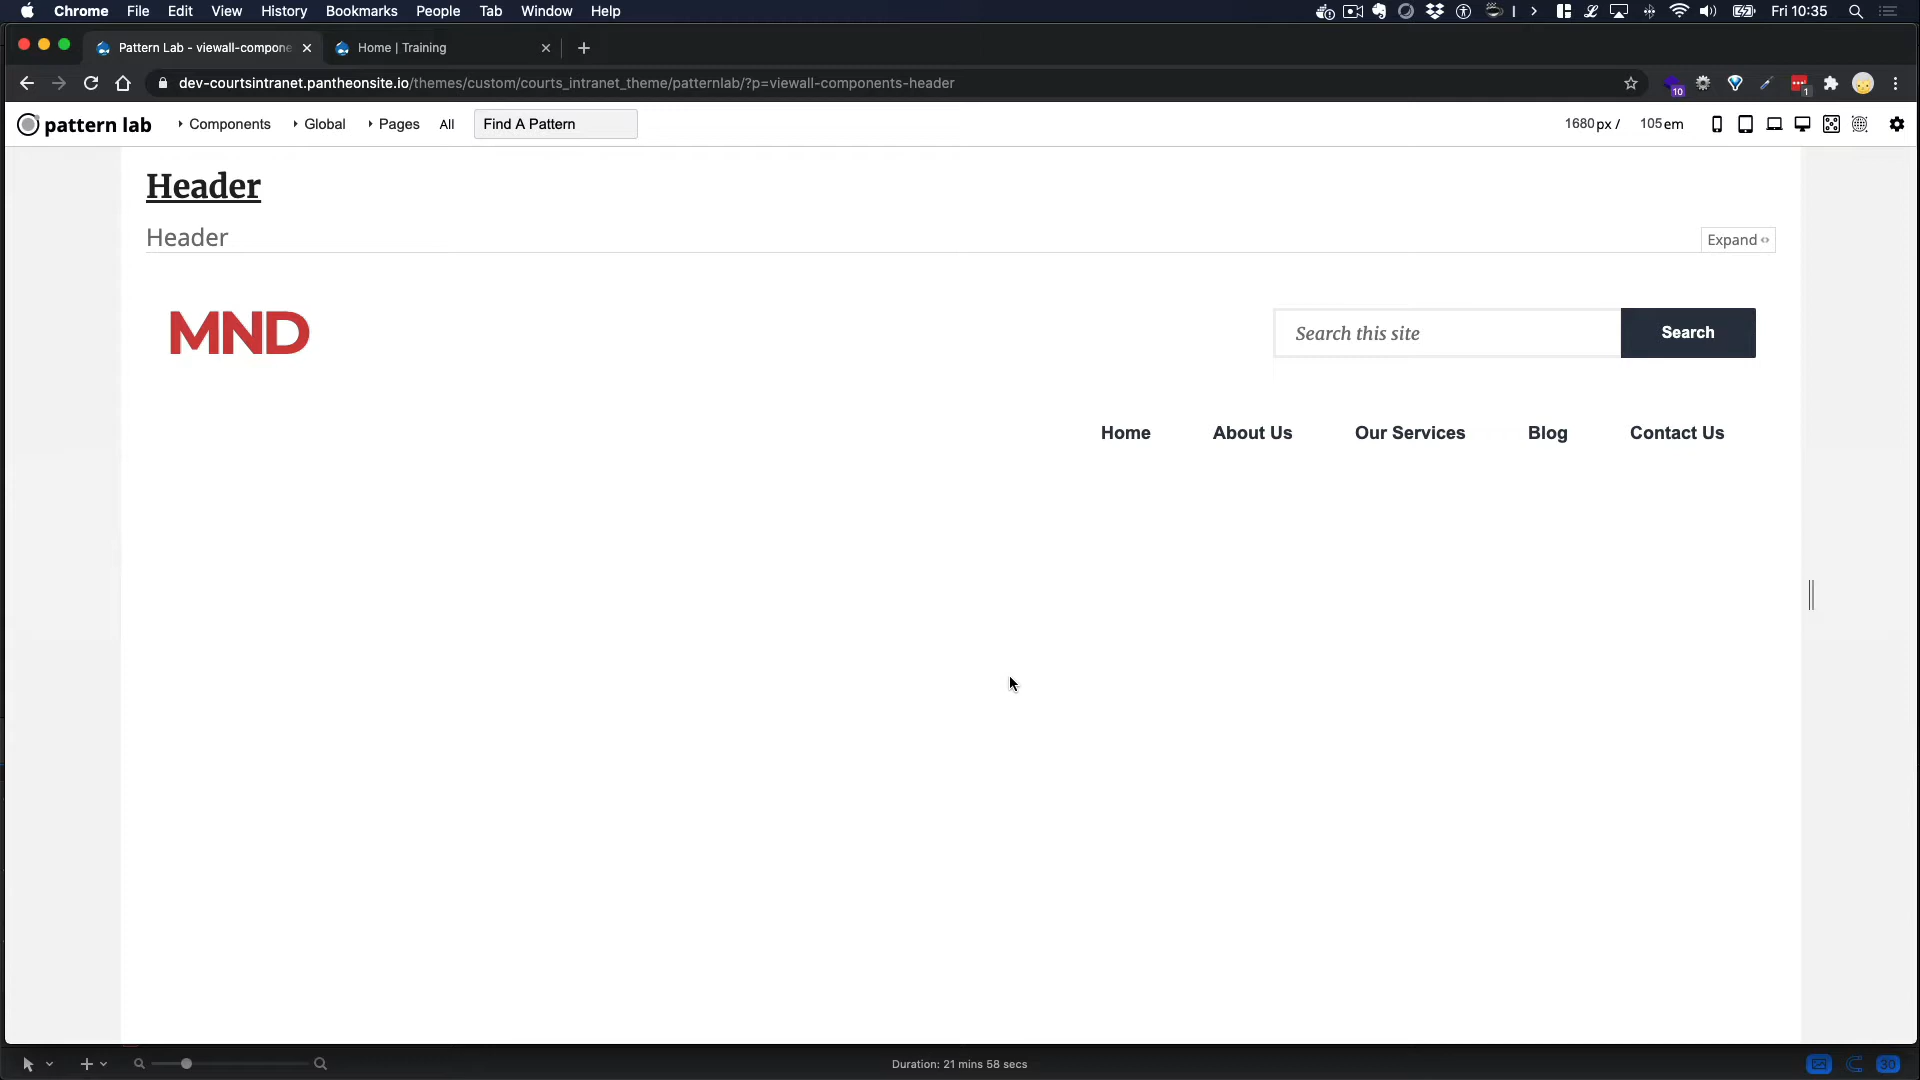 Chrome File Edit View History Bookmarks People Tab Window Help Fri 10:35
Pattern Lab - viewall-compone Home | Training
dev-courtsintranet.pantheonsite.io/themes/custom/courts_intranet_theme/patternlab/?p=viewall-components-header 10 1
pattern lab Components Global Pages All Find A Pattern 1680px / 105em
Header
Header Expand
MND Search this site Search
Home About Us Our Services Blog Contact Us
Duration: 21 mins 58 secs 30